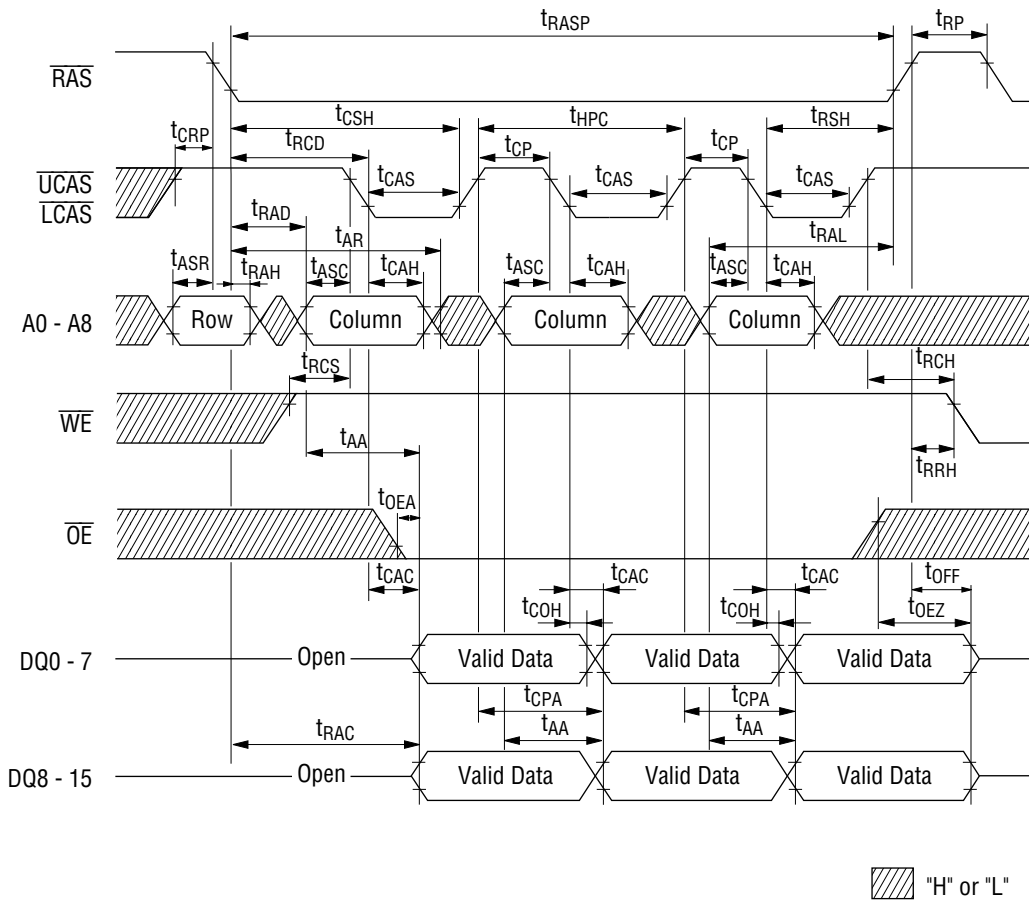 tRASP tRP
RAS
tCSH tHPC tRSH
tCRP tRCD tCP tCP
UCAS tCAS tCAS tCAS
LCAS
tRAD tAR tRAL
tASR tRAH tASC tCAH tASC tCAH tASC tCAH
A0 - A8 Row Column Column Column
tRCS tRCH
WE
tAA tRRH
tOEA
OE
tCAC tCAC tCAC tOFF
tCOH tCOH tOEZ
DQ0 - 7 Open Valid Data Valid Data Valid Data
tCPA tCPA
tRAC tAA tAA
DQ8 - 15 Open Valid Data Valid Data Valid Data
"H" or "L"